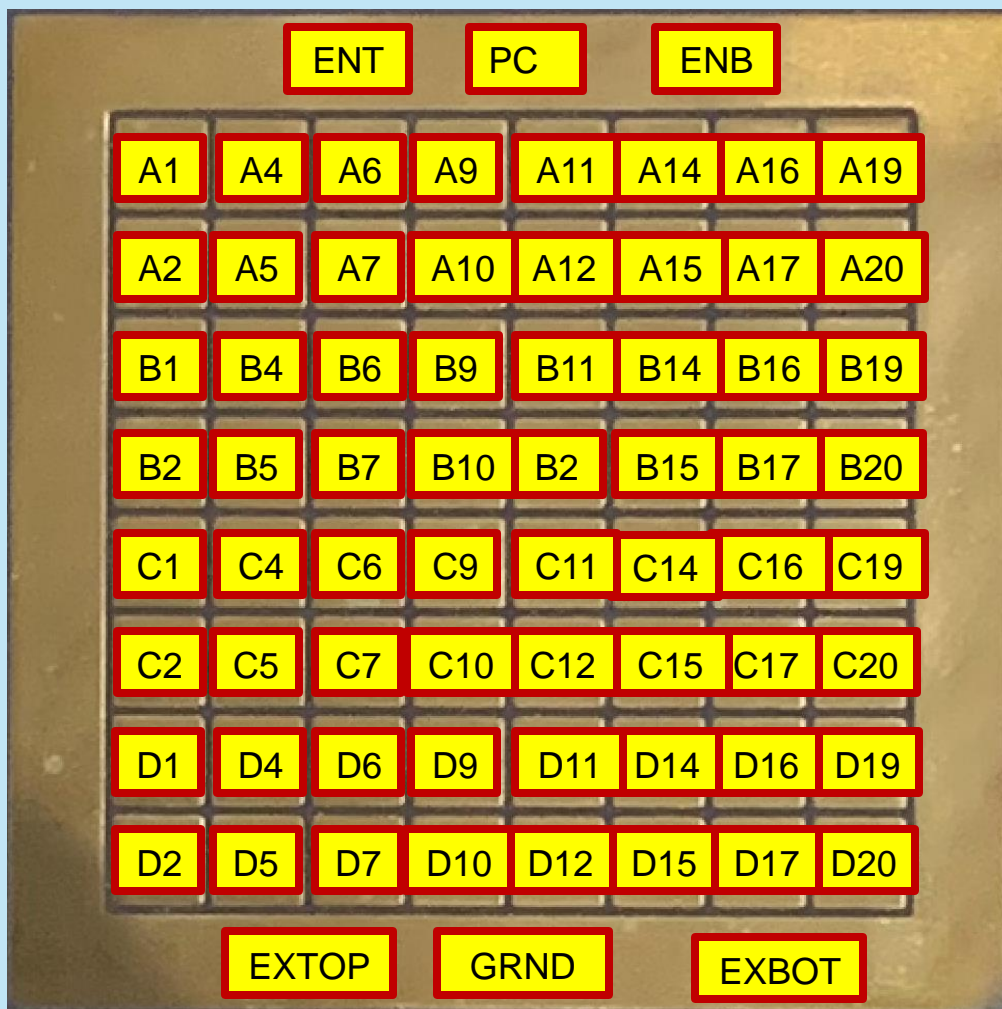 ENT PC ENB
A1 A4 A6 A9 A11 A14 A16 A19
A2 A5 A7 A10 A12 A15 A17 A20
B1 B4 B6 B9 B11 B14 B16 B19
B2 B5 B7 B10 B2 B15 B17 B20
C1 C4 C6 C9 C11 C14 C16 C19
C2 C5 C7 C10 C12 C15 C17 C20
D1 D4 D6 D9 D11 D14 D16 D19
D2 D5 D7 D10 D12 D15 D17 D20
EXTOP GRND EXBOT